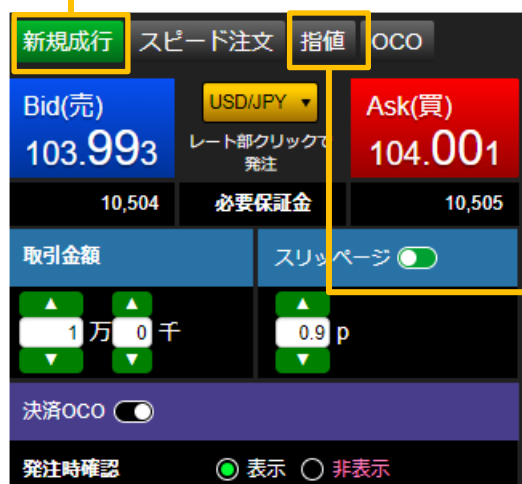 新規成行 スピード注文 指値 OCO
Bid(売) USD/JPY ▼ Ask(買)
103.993 レート部クリックで 104.001
発注
10,504 必要保証金 10,505
取引金額 スリッページ
1 万 0 千 0.9 p
決済OCO
発注時確認 表示 非表示